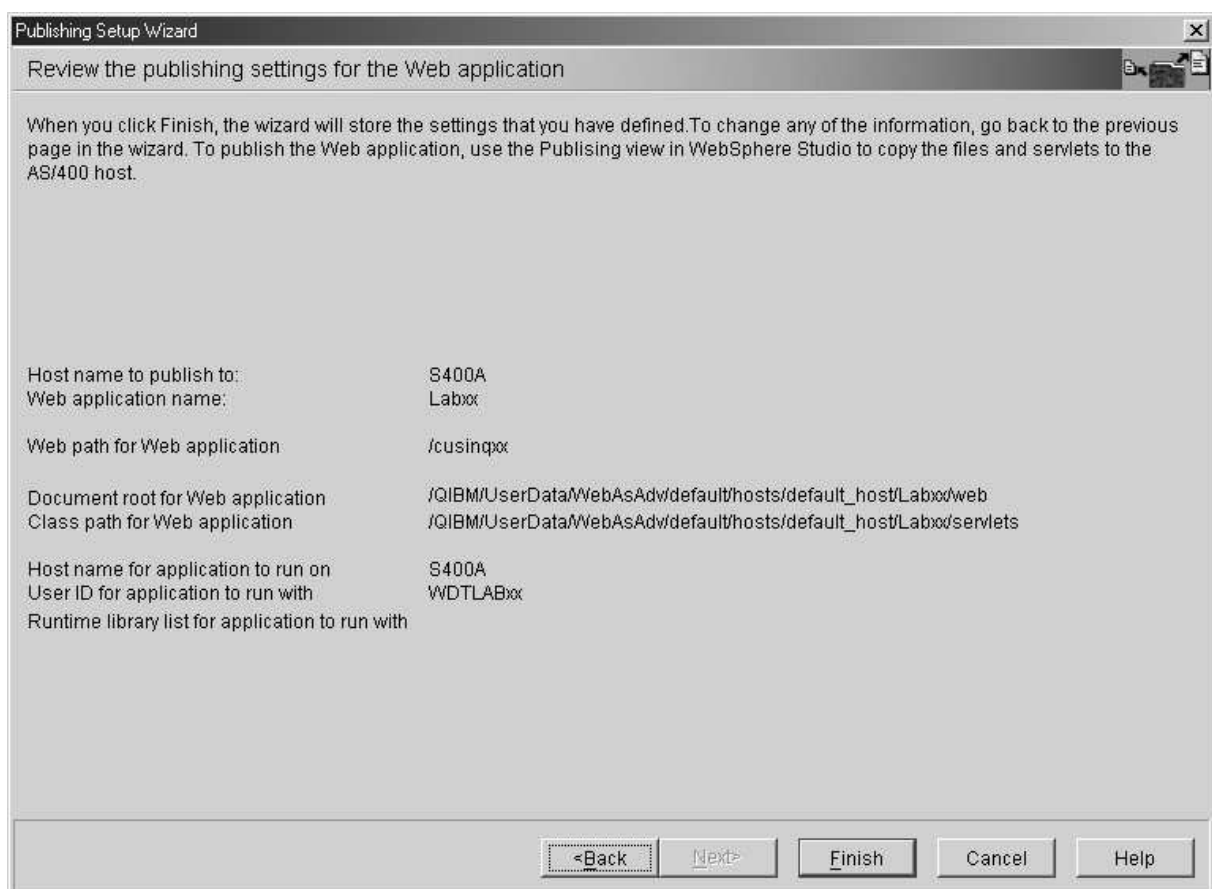 Publishing Setup Wizard
Review the publishing settings for the Web application
When you click Finish, the wizard will store the settings that you have defined.To change any of the information, go back to the previous
page in the wizard. To publish the Web application, use the Publising view in WebSphere Studio to copy the files and servlets to the
AS/400 host.
Host name to publish to: S400A
Web application name: Labxx
Web path for Web application /cusinqxx
Document root for Web application /QIBM/UserData/WebAsAdv/default/hosts/default_host/Labxx/web
Class path for Web application /QIBM/UserData/WebAsAdv/default/hosts/default_host/Labxx/servlets
Host name for application to run on S400A
User ID for application to run with WDTLABxx
Runtime library list for application to run with
<Back Next> Finish Cancel Help